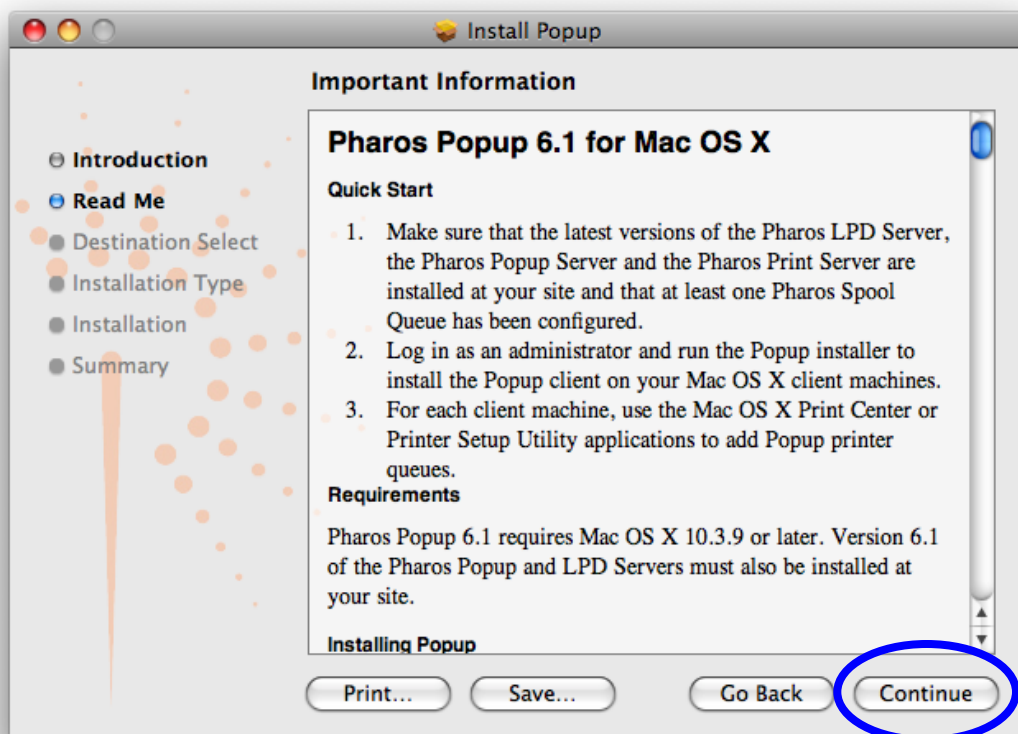 Install Popup
Important Information
Introduction
Read Me
Destination Select
Installation Type
Installation
Summary
Pharos Popup 6.1 for Mac OS X
Quick Start
1. Make sure that the latest versions of the Pharos LPD Server,
the Pharos Popup Server and the Pharos Print Server are
installed at your site and that at least one Pharos Spool
Queue has been configured.
2. Log in as an administrator and run the Popup installer to
install the Popup client on your Mac OS X client machines.
3. For each client machine, use the Mac OS X Print Center or
Printer Setup Utility applications to add Popup printer
queues.
Requirements
Pharos Popup 6.1 requires Mac OS X 10.3.9 or later. Version 6.1
of the Pharos Popup and LPD Servers must also be installed at
your site.
Installing Popup
Print...
Save...
Go Back
Continue